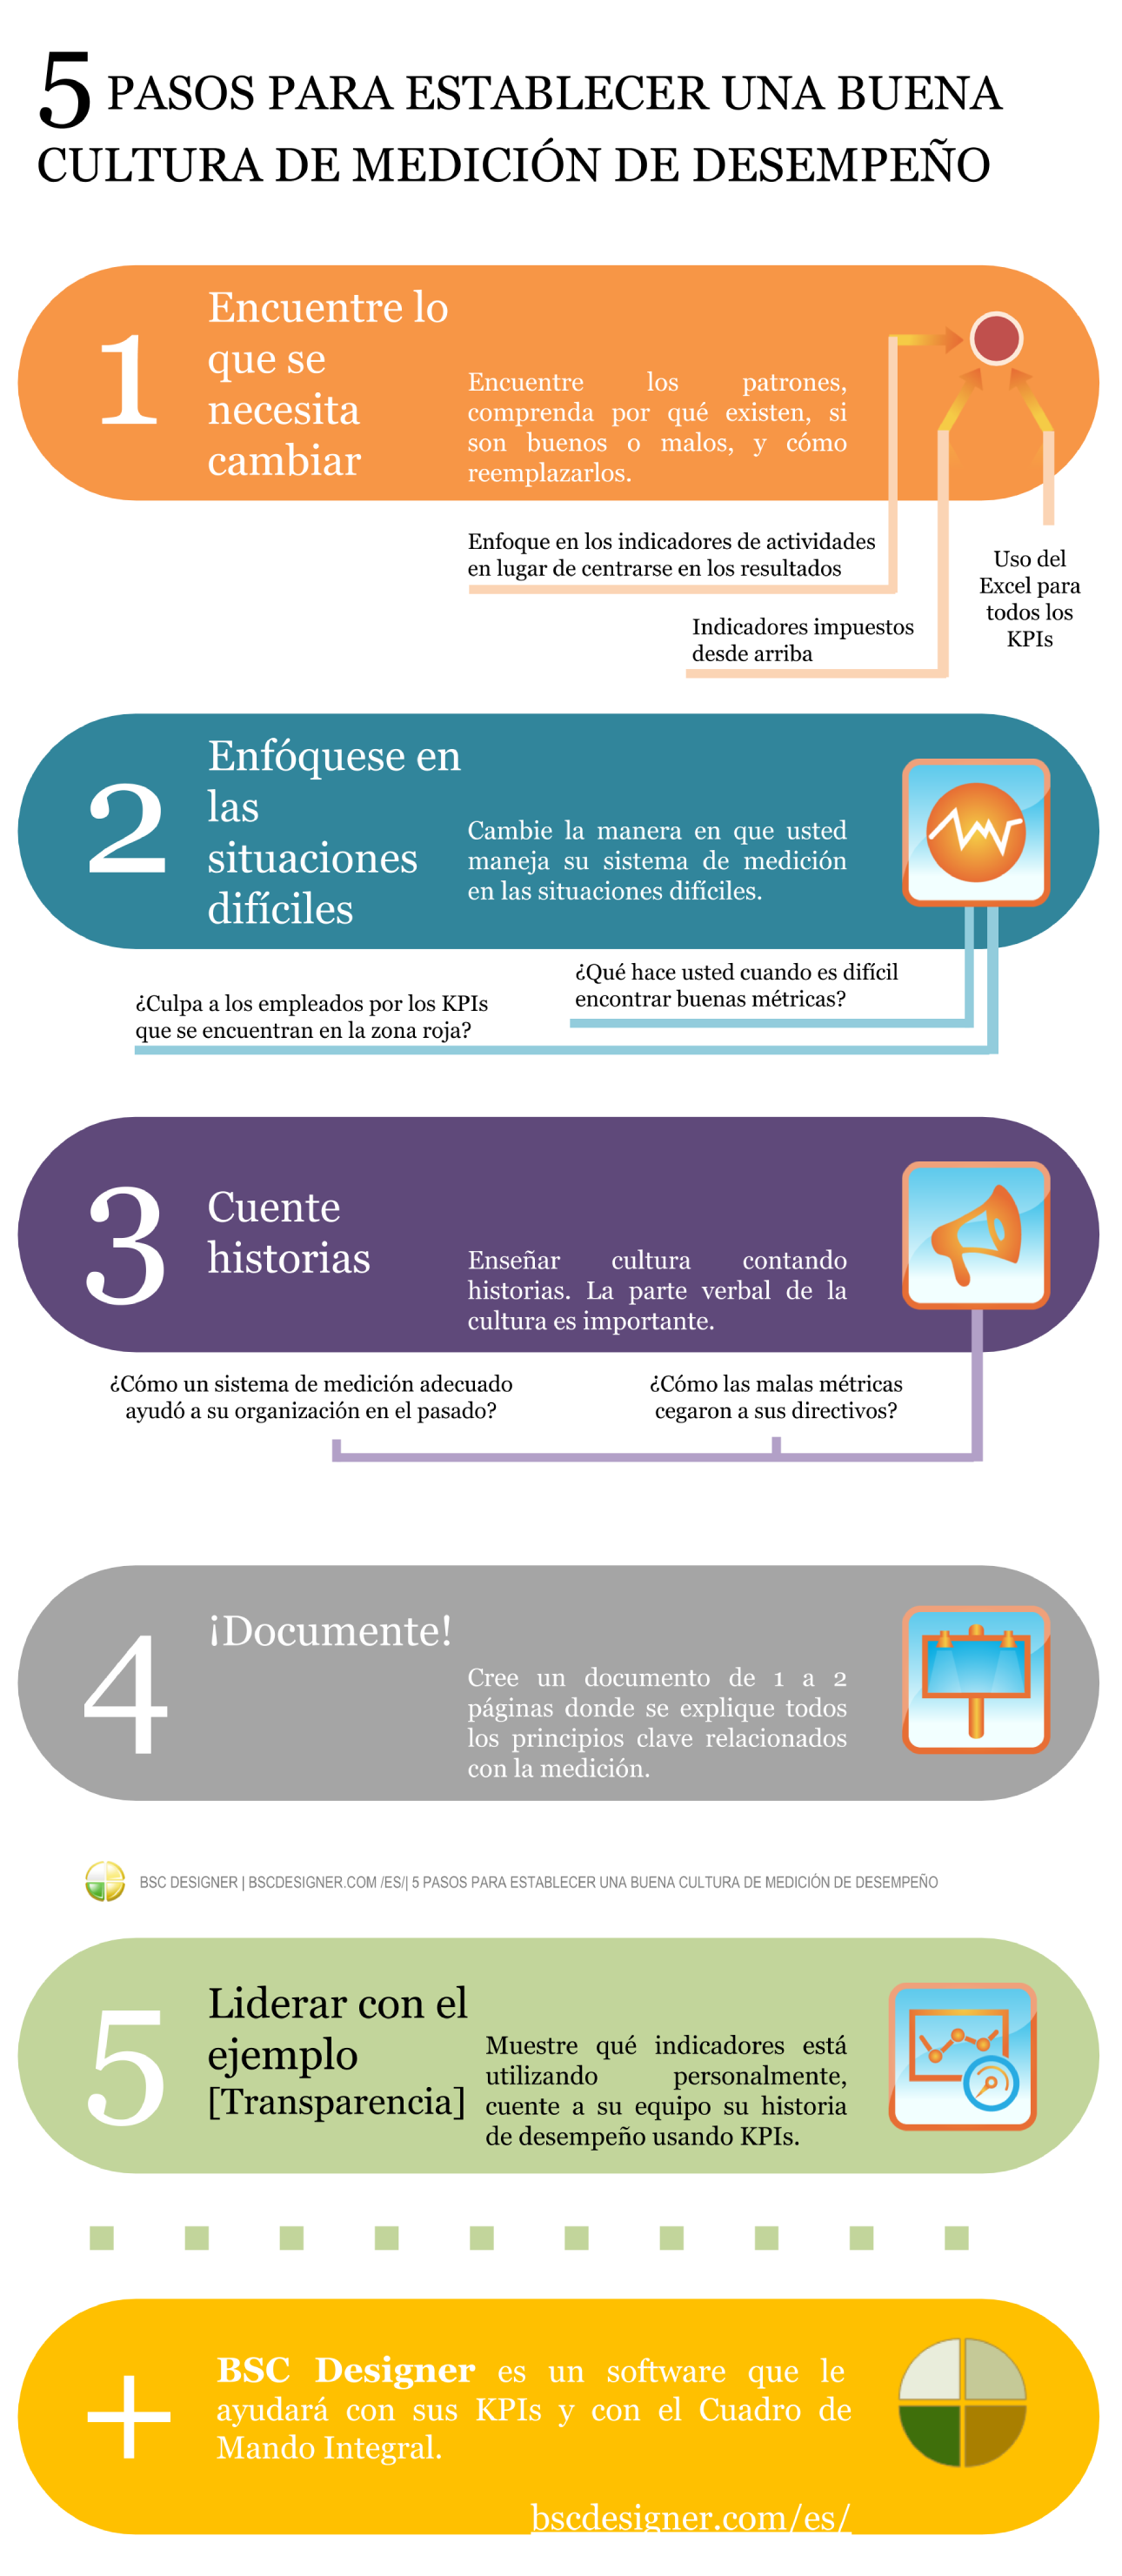 5 PASOS PARA ESTABLECER UNA BUENA
CULTURA DE MEDICIÓN DE DESEMPEÑO
1
Encuentre lo
que se
necesita
cambiar
Encuentre los patrones,
comprenda por qué existen, si
son buenos o malos, y cómo
reemplazarlos.
Enfoque en los indicadores de actividades
en lugar de centrarse en los resultados
Indicadores impuestos
desde arriba
Uso del
Excel para
todos los
KPIs
2
Enfóquese en
las
situaciones
difíciles
Cambie la manera en que usted
maneja su sistema de medición
en las situaciones difíciles.
¿Qué hace usted cuando es difícil
encontrar buenas métricas?
¿Culpa a los empleados por los KPIs
que se encuentran en la zona roja?
3
Cuente
historias
Enseñar cultura contando
historias. La parte verbal de la
cultura es importante.
¿Cómo un sistema de medición adecuado
ayudó a su organización en el pasado?
¿Cómo las malas métricas
cegaron a sus directivos?
4
¡Documente!
Cree un documento de 1 a 2
páginas donde se explique todos
los principios clave relacionados
con la medición.
BSC DESIGNER | BSCDESIGNER.COM /ES/| 5 PASOS PARA ESTABLECER UNA BUENA CULTURA DE MEDICIÓN DE DESEMPEÑO
5
Liderar con el
ejemplo
[Transparencia]
Muestre qué indicadores está
utilizando personalmente,
cuente a su equipo su historia
de desempeño usando KPIs.
+
BSC Designer es un software que le
ayudará con sus KPIs y con el Cuadro de
Mando Integral.
bscdesigner.com/es/